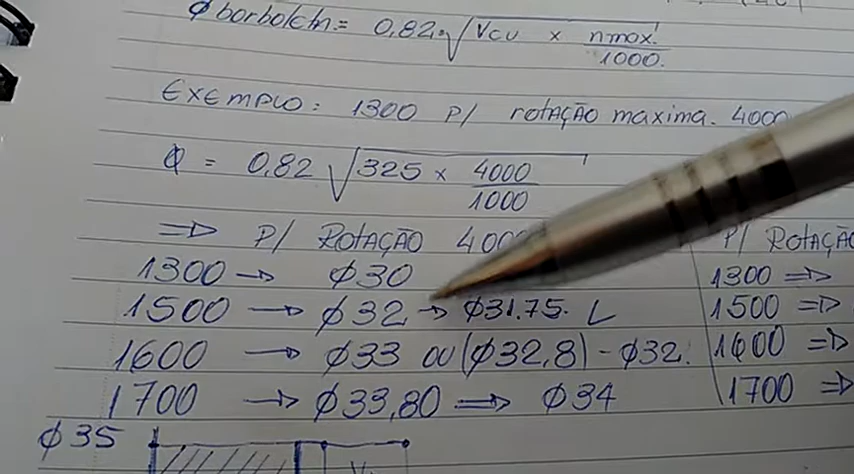 φ borboleta = 0,82.√Vcu x nmax. / 1000.
EXEMPLO: 1300 P/ rotação maxima. 4000
φ = 0,82 √325 x 4000 / 1000
⇒ P/ ROTAÇÃO 4000
1300 → φ30
1500 → φ32 → φ31.75.
1600 → φ33 ou (φ32,8) - φ32.
1700 → φ33,80 ⇒ φ34
P/ ROTAÇÃO
1300 ⇒
1500 ⇒
1600 ⇒
1700 ⇒
φ35